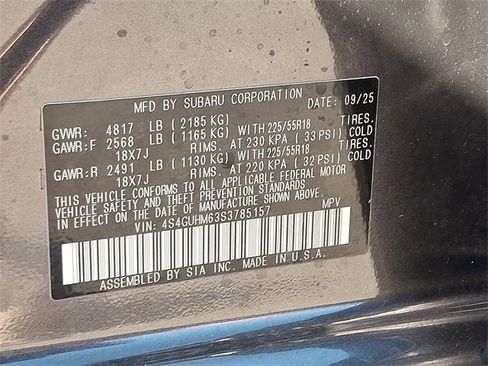 MFD BY SUBARU CORPORATION DATE: 09/25
GVWR: 4817 LB (2185 KG)
GAWR:F 2568 LB (1165 KG) WITH 225/55R18 TIRES.
18X7J RIMS. AT 230 KPA (33 PSI) COLD
GAWR:R 2491 LB (1130 KG) WITH 225/55R18 TIRES.
18X7J RIMS. AT 220 KPA (32 PSI) COLD
THIS VEHICLE CONFORMS TO ALL APPLICABLE FEDERAL MOTOR
VEHICLE SAFETY AND THEFT PREVENTION STANDARDS
IN EFFECT ON THE DATE OF MANUFACTURE SHOWN ABOVE.
VIN: 4S4GUHM63S3785157 MPV
ASSEMBLED BY SIA INC. MADE IN U.S.A.